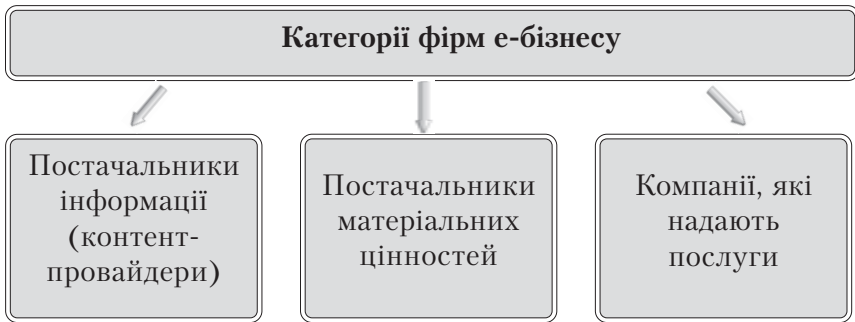 Категорії фірм е-бізнесу
Постачальники
інформації
(контент-
провайдери)
Постачальники
матеріальних
цінностей
Компанії, які
надають
послуги